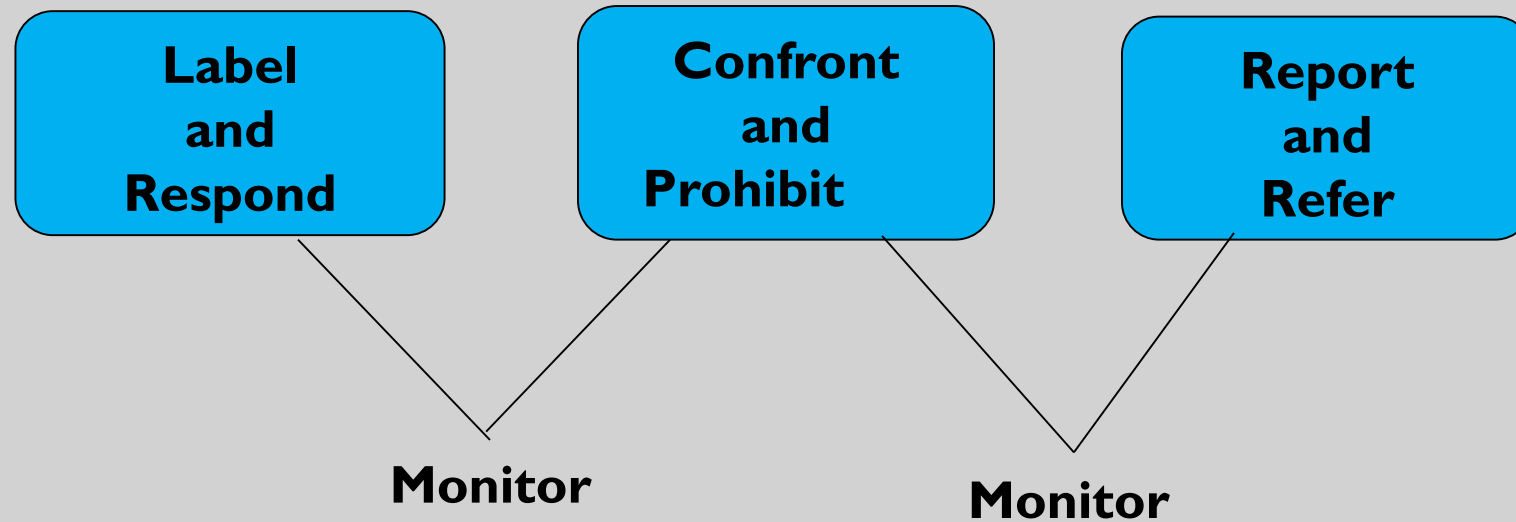 Label
and
Respond
Confront
and
Prohibit
Report
and
Refer
Monitor
Monitor